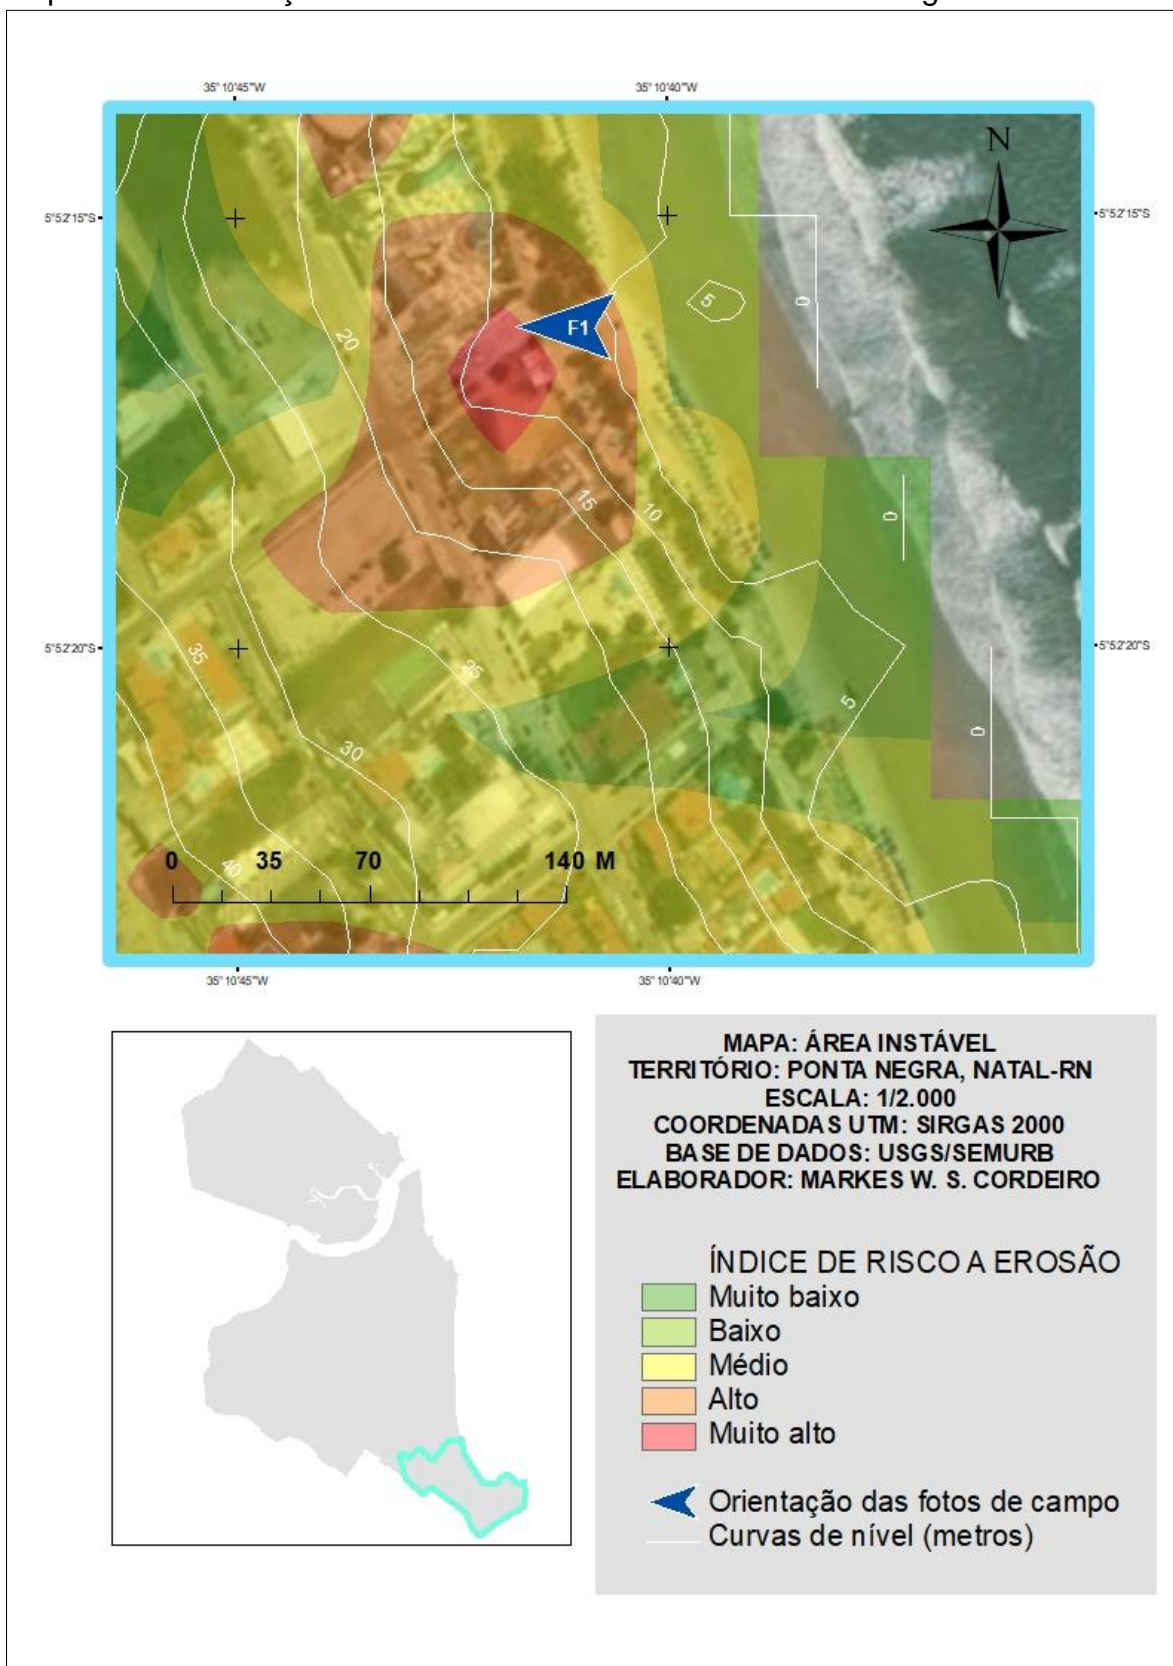 35°10'45"W 35°10'40"W
N
5°52'15"S 5°52'15"S
5
0
F1
20
15
10
0
5°52'20"S 5°52'20"S
35
25
5
0
30
40
0 35 70 140 M
35°10'45"W 35°10'40"W
MAPA: ÁREA INSTÁVEL
TERRITÓRIO: PONTA NEGRA, NATAL-RN
ESCALA: 1/2.000
COORDENADAS UTM: SIRGAS 2000
BASE DE DADOS: USGS/SEMURB
ELABORADOR: MARKES W. S. CORDEIRO
ÍNDICE DE RISCO A EROSÃO
Muito baixo
Baixo
Médio
Alto
Muito alto
Orientação das fotos de campo
Curvas de nível (metros)